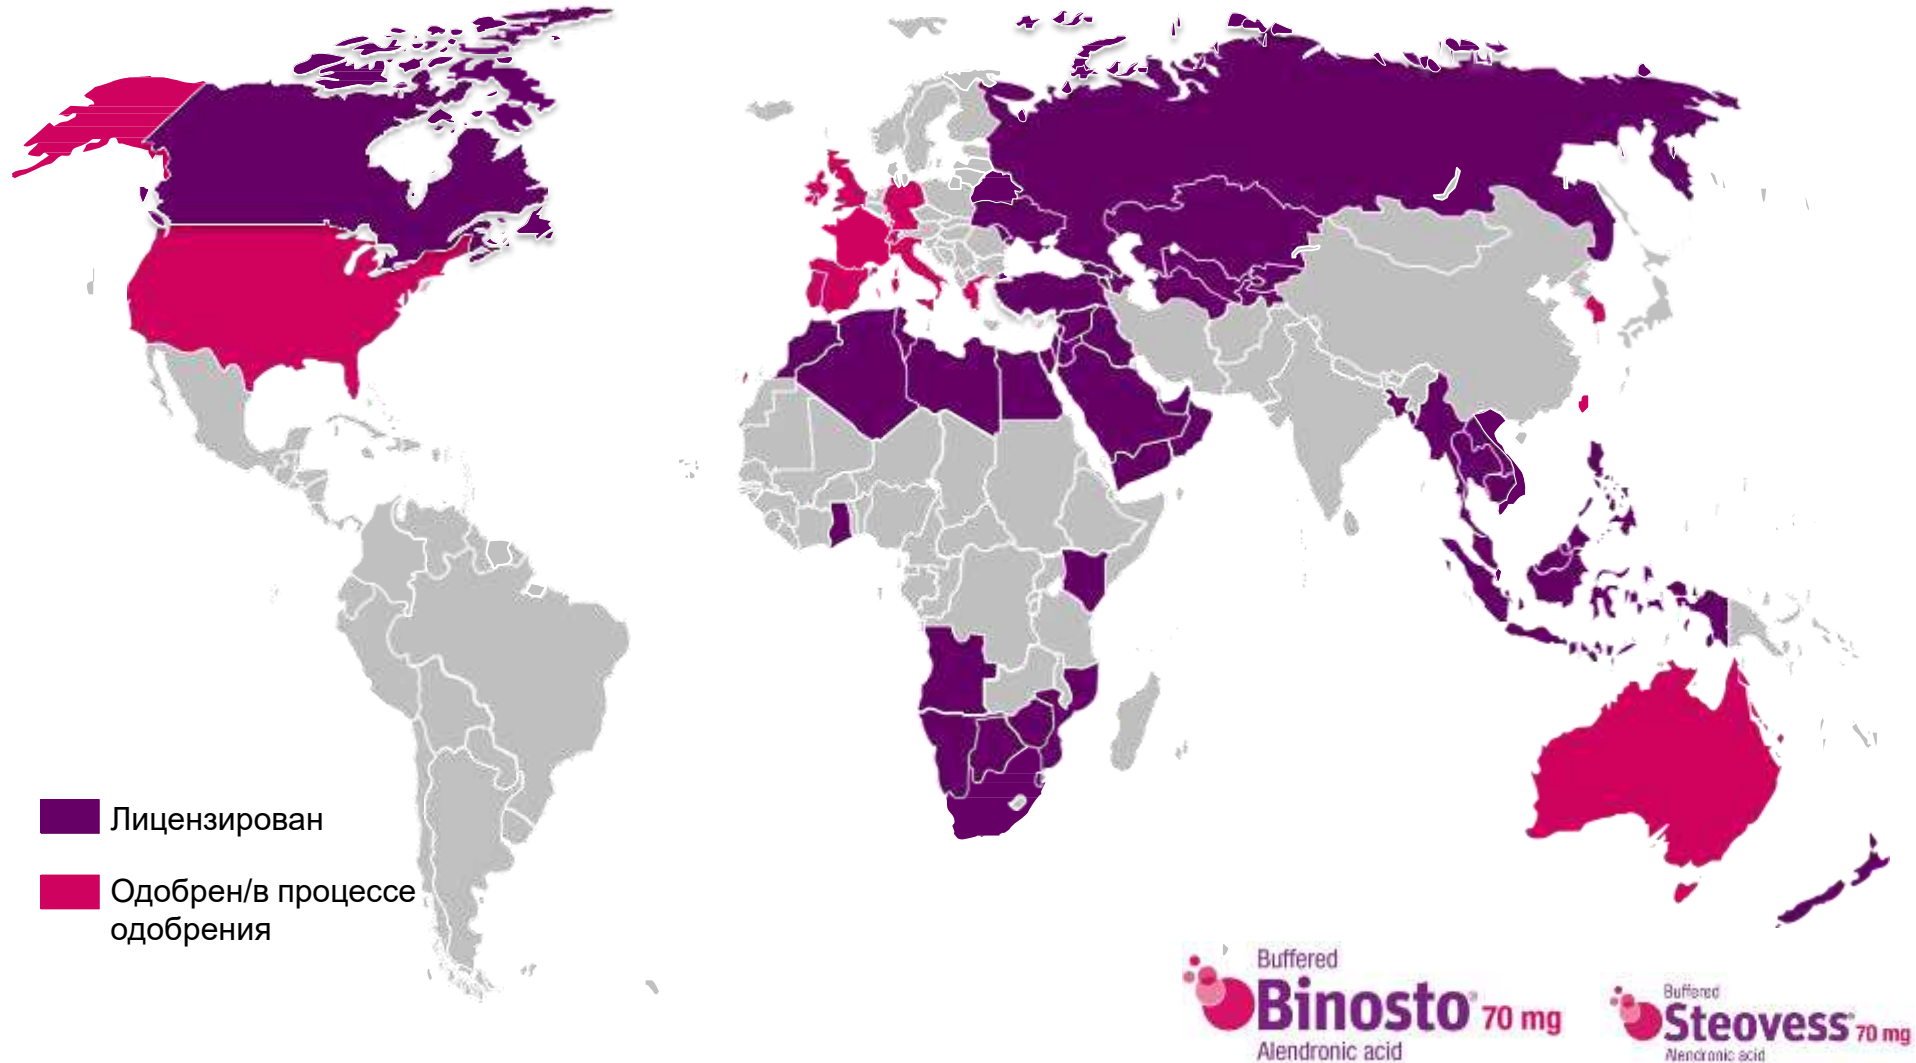 Лицензирован
Одобрен/в процессе
одобрения
Buffered
Binosto® 70 mg
Alendronic acid
Buffered
Steovess® 70 mg
Alendronic acid